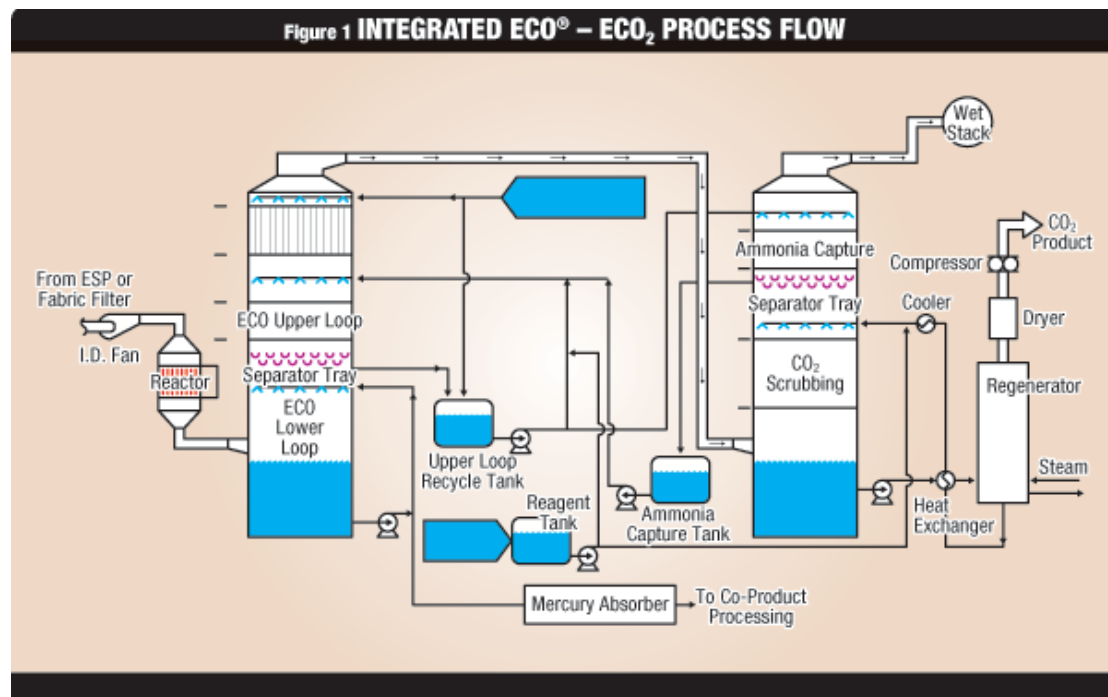 Figure 1 INTEGRATED ECO® – ECO₂ PROCESS FLOW
Wet
Stack
CO₂
Product
Ammonia Capture
Compressor
From ESP or
Fabric Filter
Separator Tray
Cooler
Dryer
ECO Upper Loop
I.D. Fan
Separator Tray
CO₂
Scrubbing
Reactor
Regenerator
ECO
Lower
Loop
Upper Loop
Recycle Tank
Steam
Reagent
Tank
Ammonia
Capture Tank
Heat
Exchanger
Mercury Absorber
To Co-Product
Processing